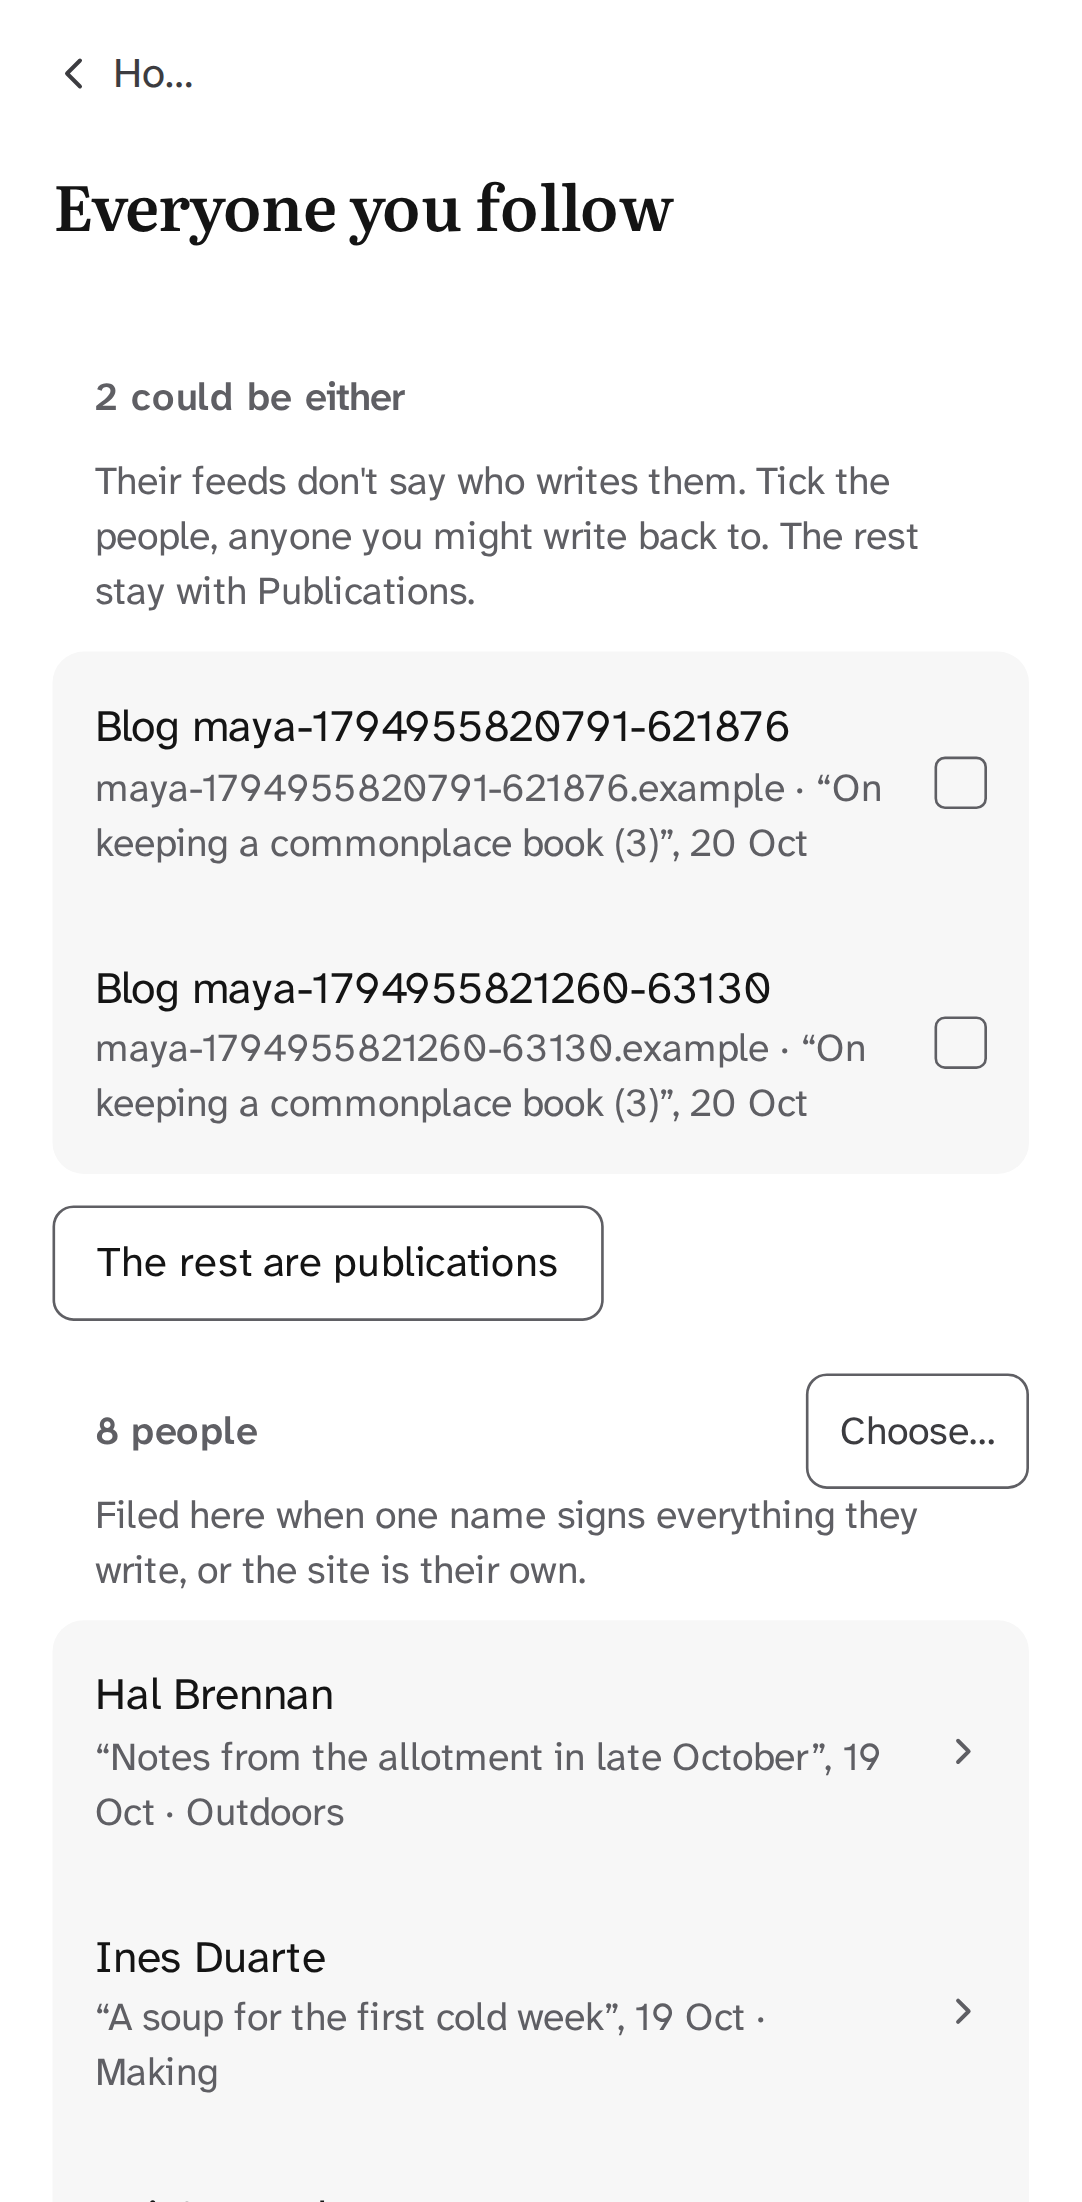 Ho...
Everyone you follow
2 could be either
Their feeds don't say who writes them. Tick the
people, anyone you might write back to. The rest
stay with Publications.
Blog maya-1794955820791-621876
maya-1794955820791-621876.example · “On
keeping a commonplace book (3)”, 20 Oct
Blog maya-1794955821260-63130
maya-1794955821260-63130.example · “On
keeping a commonplace book (3)”, 20 Oct
The rest are publications
8 people
Choose...
Filed here when one name signs everything they
write, or the site is their own.
Hal Brennan
“Notes from the allotment in late October”, 19
Oct · Outdoors
Ines Duarte
“A soup for the first cold week”, 19 Oct ·
Making